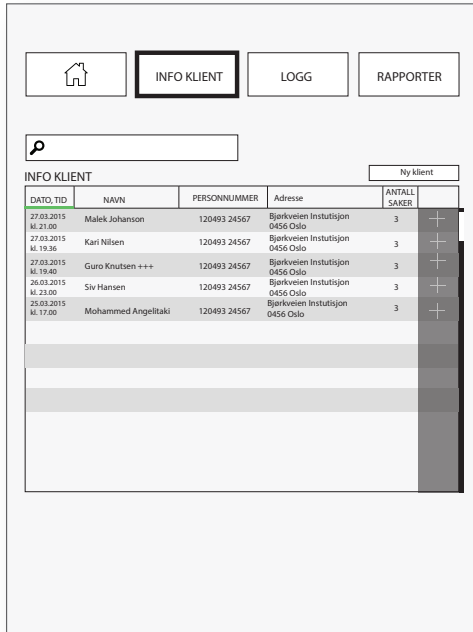 INFO KLIENT
LOGG
RAPPORTER
INFO KLIENT
Ny klient
DATO, TID
NAVN
PERSONNUMMER
Adresse
ANTALL
SAKER
27.03.2015
kl. 21.00
Malek Johanson
120493 24567
Bjørkveien Instutisjon
0456 Oslo
3
27.03.2015
kl. 19.36
Kari Nilsen
120493 24567
Bjørkveien Instutisjon
0456 Oslo
3
27.03.2015
kl. 19.40
Guro Knutsen +++
120493 24567
Bjørkveien Instutisjon
0456 Oslo
3
26.03.2015
kl. 23.00
Siv Hansen
120493 24567
Bjørkveien Instutisjon
0456 Oslo
3
25.03.2015
kl. 17.00
Mohammed Angelitaki
120493 24567
Bjørkveien Instutisjon
0456 Oslo
3